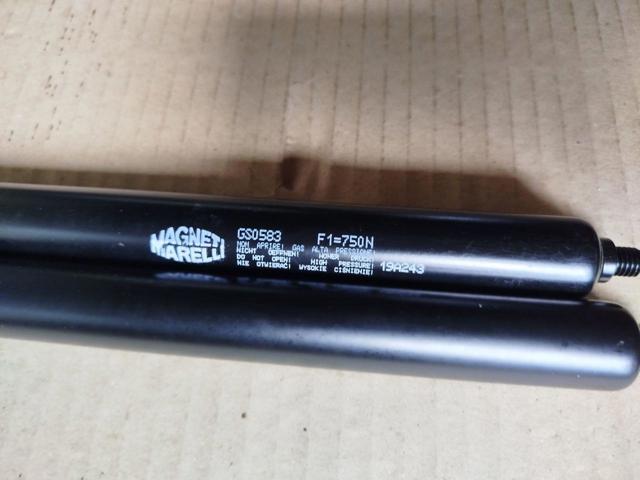 MAGNETI
MARELLI
GS0583 F1=750N
NON APRIRE! GAS ALTA PRESSIONE!
NICHT OEFFNEN! HOHER DRUCK!
DO NOT OPEN! HIGH PRESSURE!
NIE OTWIERAĆ! WYSOKIE CIŚNIENIE!
19A243